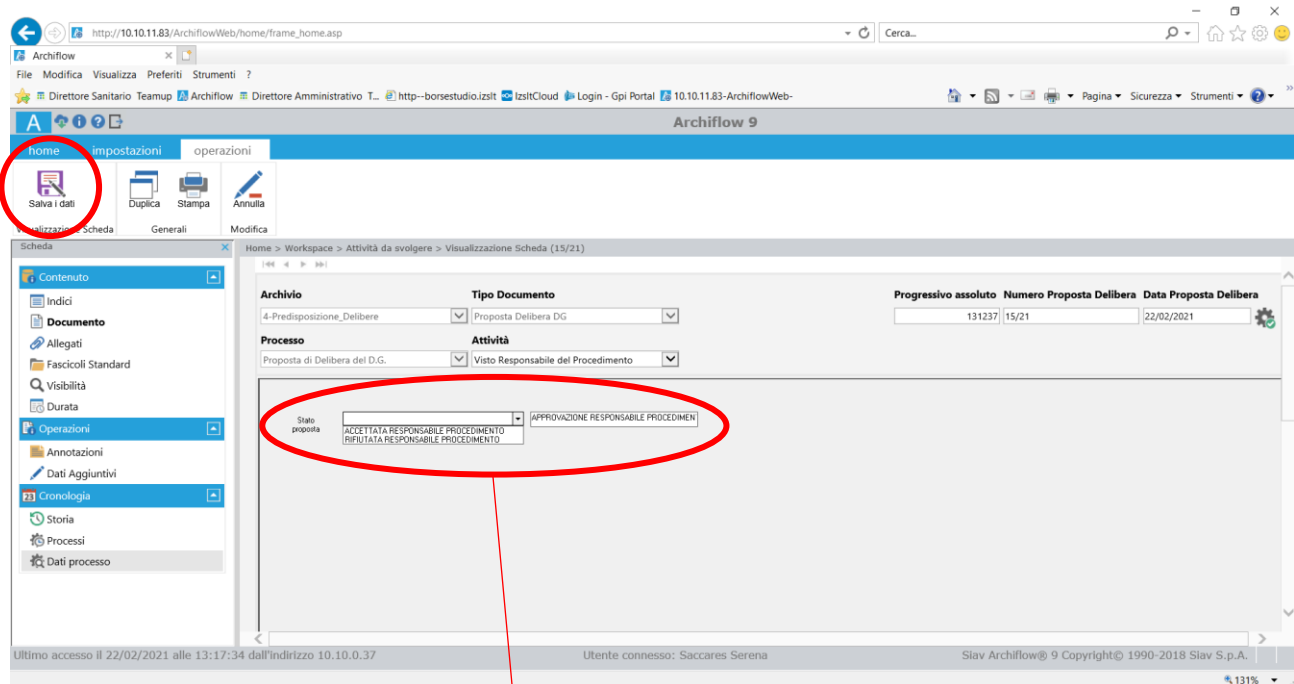 http://10.10.11.83/ArchiflowWeb/home/frame_home.asp
Cerca...
Archiflow
File Modifica Visualizza Preferiti Strumenti ?
Direttore Sanitario Teamup Archiflow Direttore Amministrativo T... http--borsestudio.izslt IzsltCloud Login - Gpi Portal 10.10.11.83-ArchiflowWeb-
Pagina Sicurezza Strumenti
A
Archiflow 9
home impostazioni operazioni
Salva i dati Duplica Stampa Annulla
Visualizzazione Scheda Generali Modifica
Scheda
Home > Workspace > Attività da svolgere > Visualizzazione Scheda (15/21)
Contenuto
Indici
Documento
Allegati
Fascicoli Standard
Visibilità
Durata
Operazioni
Annotazioni
Dati Aggiuntivi
23 Cronologia
Storia
Processi
Dati processo
Archivio Tipo Documento Progressivo assoluto Numero Proposta Delibera Data Proposta Delibera
4-Predisposizione_Delibere Proposta Delibera DG 131237 15/21 22/02/2021
Processo Attività
Proposta di Delibera del D.G. Visto Responsabile del Procedimento
Stato proposta
APPROVAZIONE RESPONSABILE PROCEDIMEN
ACCETTATA RESPONSABILE PROCEDIMENTO
RIFIUTATA RESPONSABILE PROCEDIMENTO
Ultimo accesso il 22/02/2021 alle 13:17:34 dall'indirizzo 10.10.0.37 Utente connesso: Saccares Serena Siav Archiflow® 9 Copyright© 1990-2018 Siav S.p.A.
131%